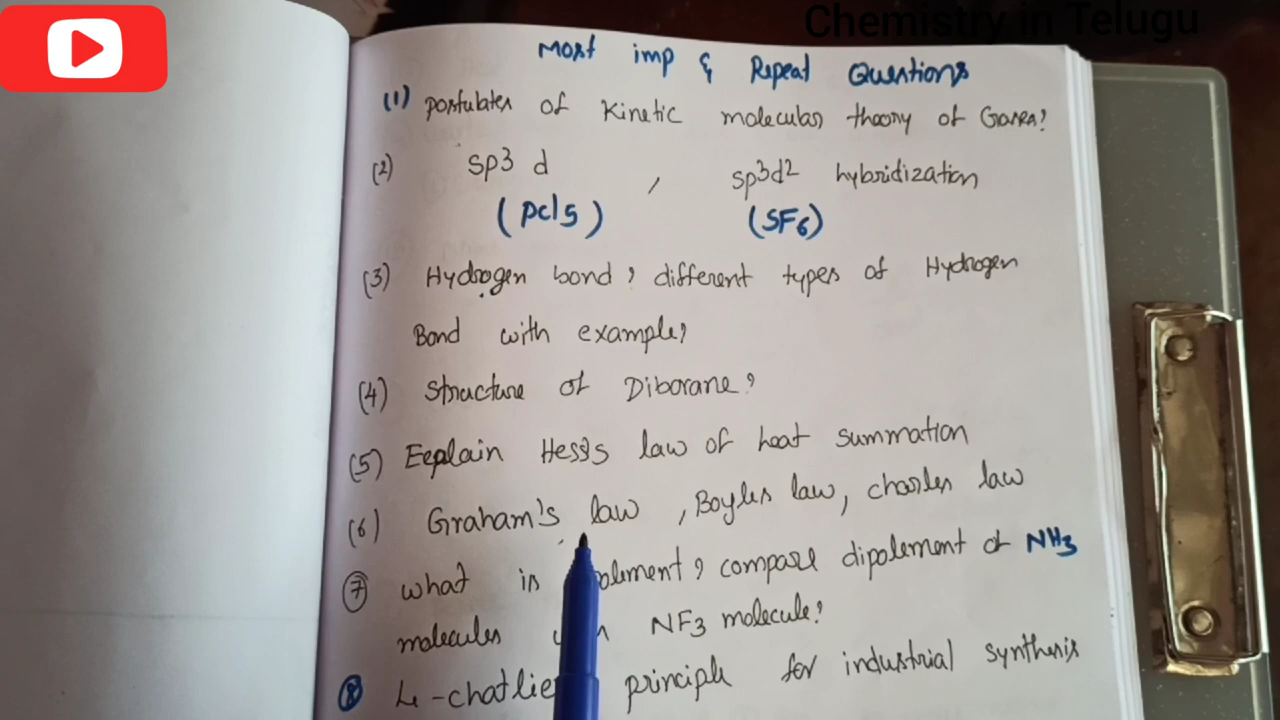 Chemistry in Telugu
Most imp & Repeat Questions
(1) postulates of Kinetic molecular theory of Gases?
(2) sp3 d , sp3d2 hybridization
(pcl5) (SF6)
(3) Hydrogen bond? different types of Hydrogen
Bond with example?
(4) structure of Diborane?
(5) Eeplain Hess's law of heat summation
(6) Graham's law, Boyles law, charles law
(7) what is compare dipolement of NH3
molecules NF3 molecule?
(8) principle for industrial synthesis